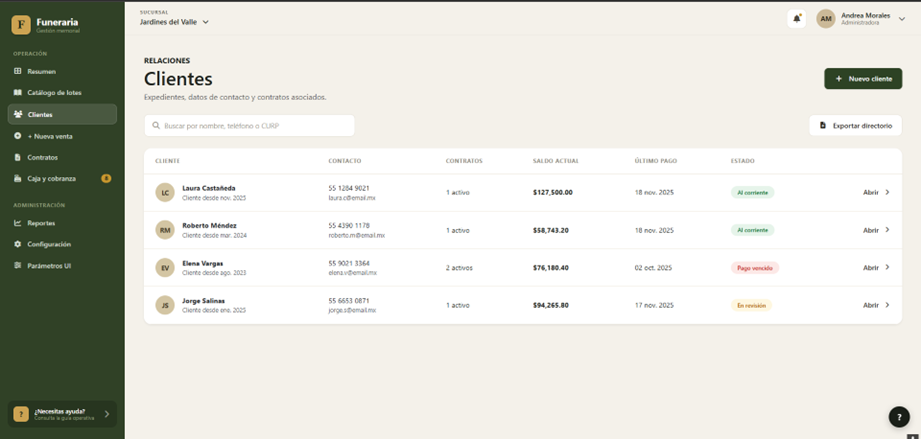 F
Funeraria
Gestión memorial
OPERACIÓN
Resumen
Catálogo de lotes
Clientes
+ Nueva venta
Contratos
Caja y cobranza
ADMINISTRACIÓN
Reportes
Configuración
Parámetros UI
? ¿Necesitas ayuda?
Consulta la guía operativa
SUCURSAL
Jardines del Valle
AM Andrea Morales
Administradora
RELACIONES
Clientes
Expedientes, datos de contacto y contratos asociados.
+ Nuevo cliente
Buscar por nombre, teléfono o CURP
Exportar directorio
CLIENTE CONTACTO CONTRATOS SALDO ACTUAL ÚLTIMO PAGO ESTADO
LC Laura Castañeda 55 1284 9021 1 activo $127,500.00 18 nov. 2025 Al corriente Abrir
Cliente desde nov. 2025 laura.c@email.mx
RM Roberto Méndez 55 4390 1178 1 activo $58,743.20 18 nov. 2025 Al corriente Abrir
Cliente desde mar. 2024 roberto.m@email.mx
EV Elena Vargas 55 9021 3364 2 activos $76,180.40 02 oct. 2025 Pago vencido Abrir
Cliente desde ago. 2023 elena.v@email.mx
JS Jorge Salinas 55 6653 0871 1 activo $94,265.80 17 nov. 2025 En revisión Abrir
Cliente desde ene. 2025 jorge.s@email.mx
?